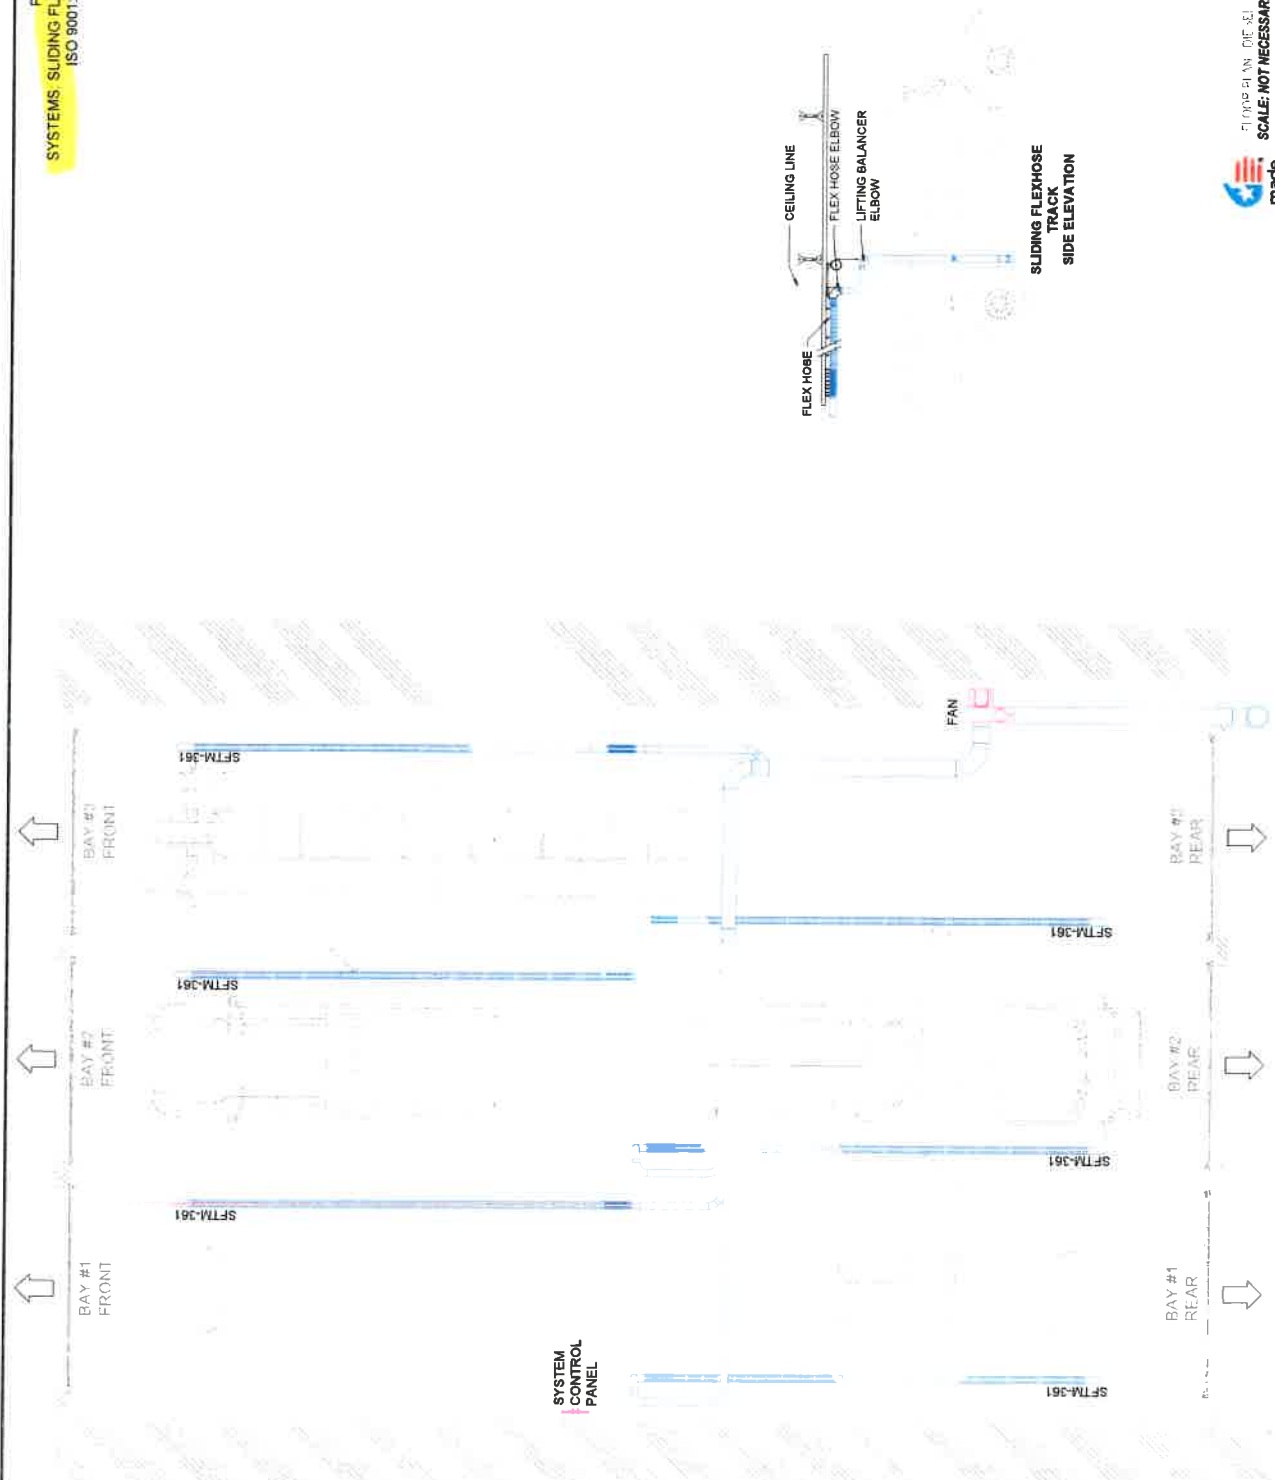 SYSTEMS; SLIDING FL
ISO 9001:
CEILING LINE
FLEX HOSE ELBOW
LIFTING BALANCER
ELBOW
FLEX HOSE
SLIDING FLEXHOSE
TRACK
SIDE ELEVATION
FLOOR PLAN
SCALE: NOT NECESSAR
made
BAY #3
FRONT
SFTM-361
FAN
BAY #3
REAR
SFTM-361
BAY #2
FRONT
SFTM-361
BAY #2
REAR
SFTM-361
BAY #1
FRONT
SFTM-361
BAY #1
REAR
SFTM-361
SYSTEM
CONTROL
PANEL